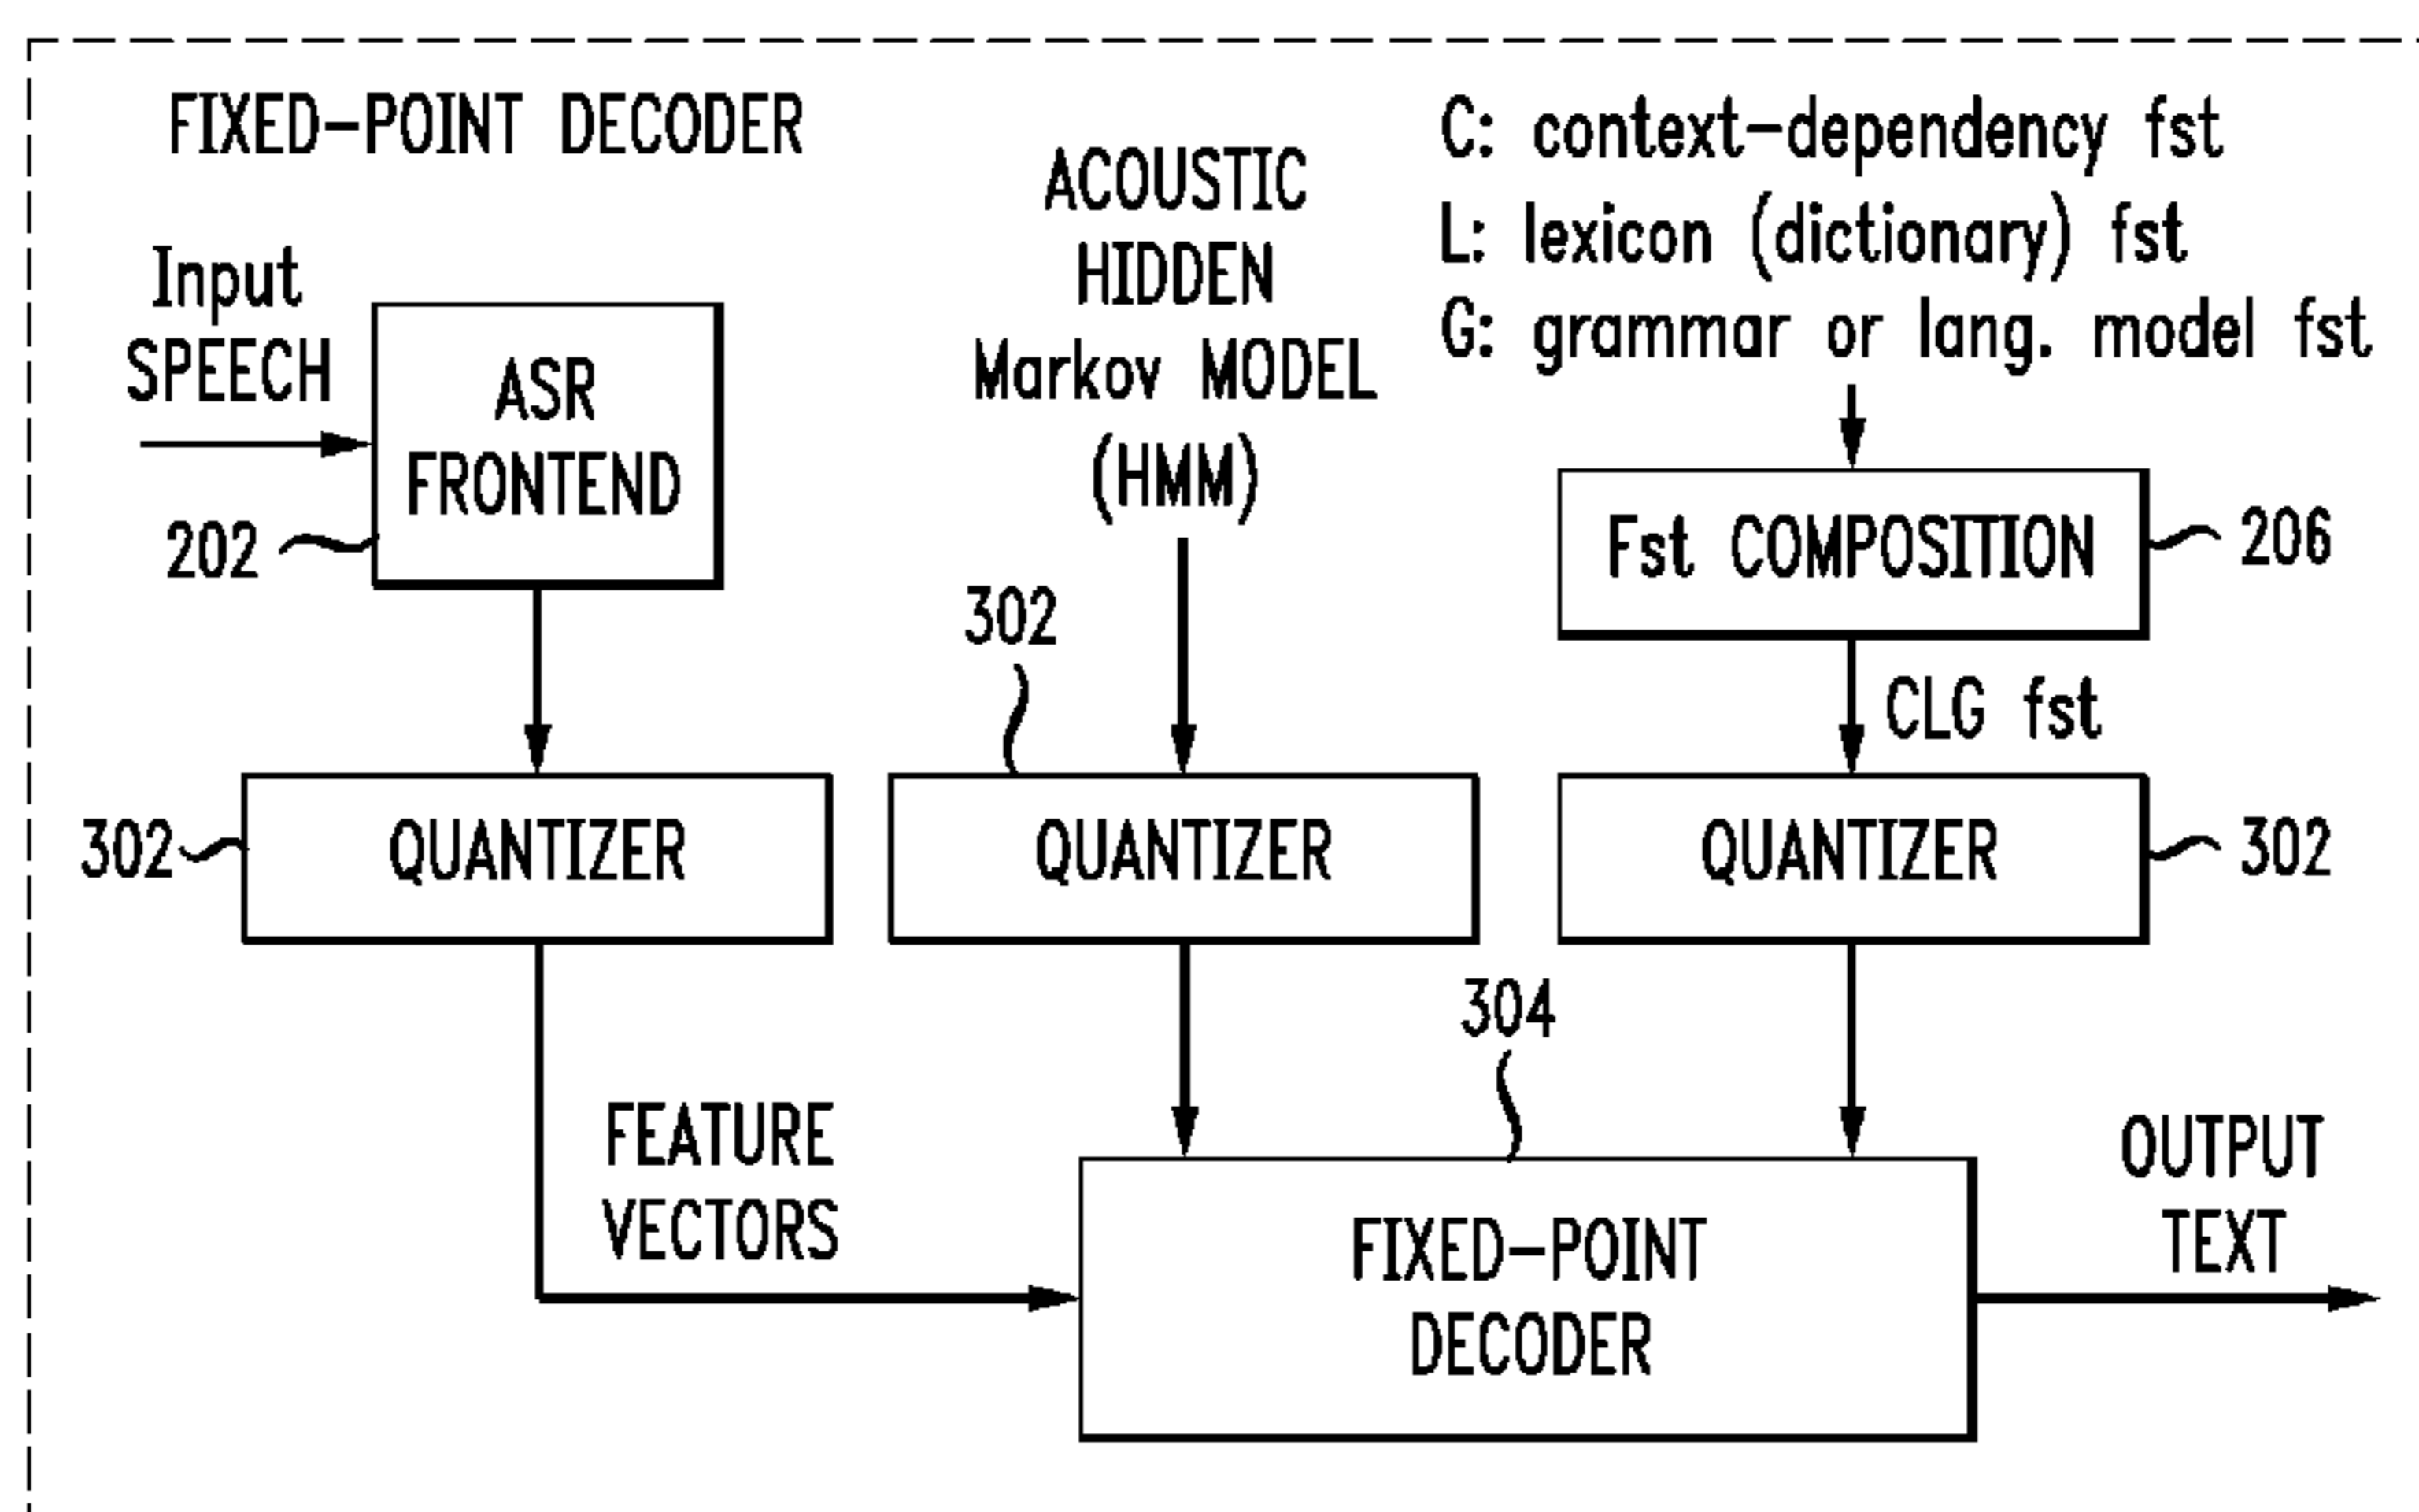 FIXED-POINT DECODER
Input
SPEECH
ASR
FRONTEND
202
ACOUSTIC
HIDDEN
Markov MODEL
(HMM)
C: context-dependency fst
L: lexicon (dictionary) fst
G: grammar or lang. model fst
Fst COMPOSITION
206
302
CLG fst
302
QUANTIZER
QUANTIZER
QUANTIZER
302
304
FEATURE
VECTORS
FIXED-POINT
DECODER
OUTPUT
TEXT